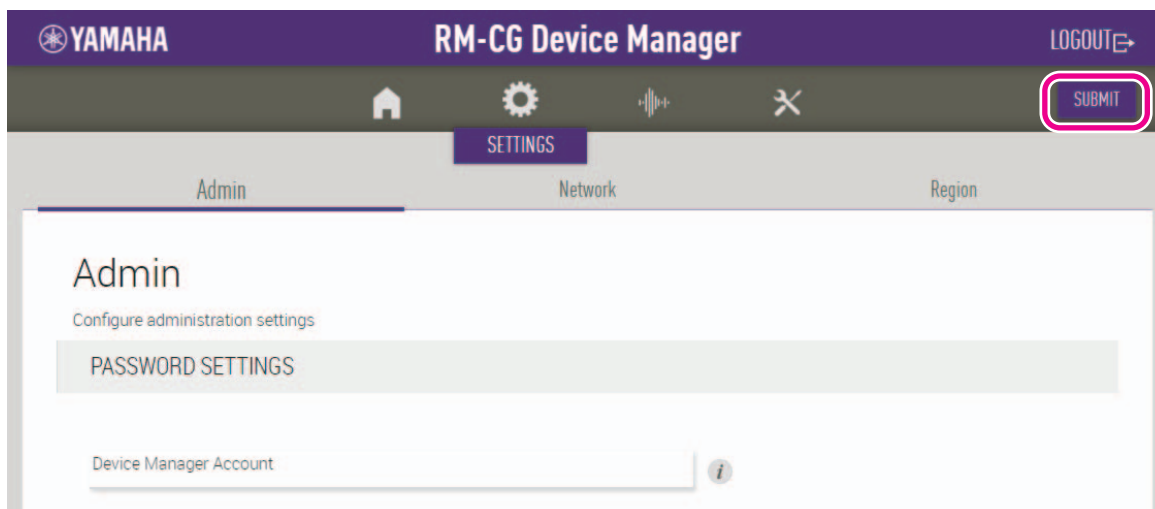 YAMAHA RM-CG Device Manager LOGOUT
SUBMIT
SETTINGS
Admin Network Region
Admin
Configure administration settings
PASSWORD SETTINGS
Device Manager Account i